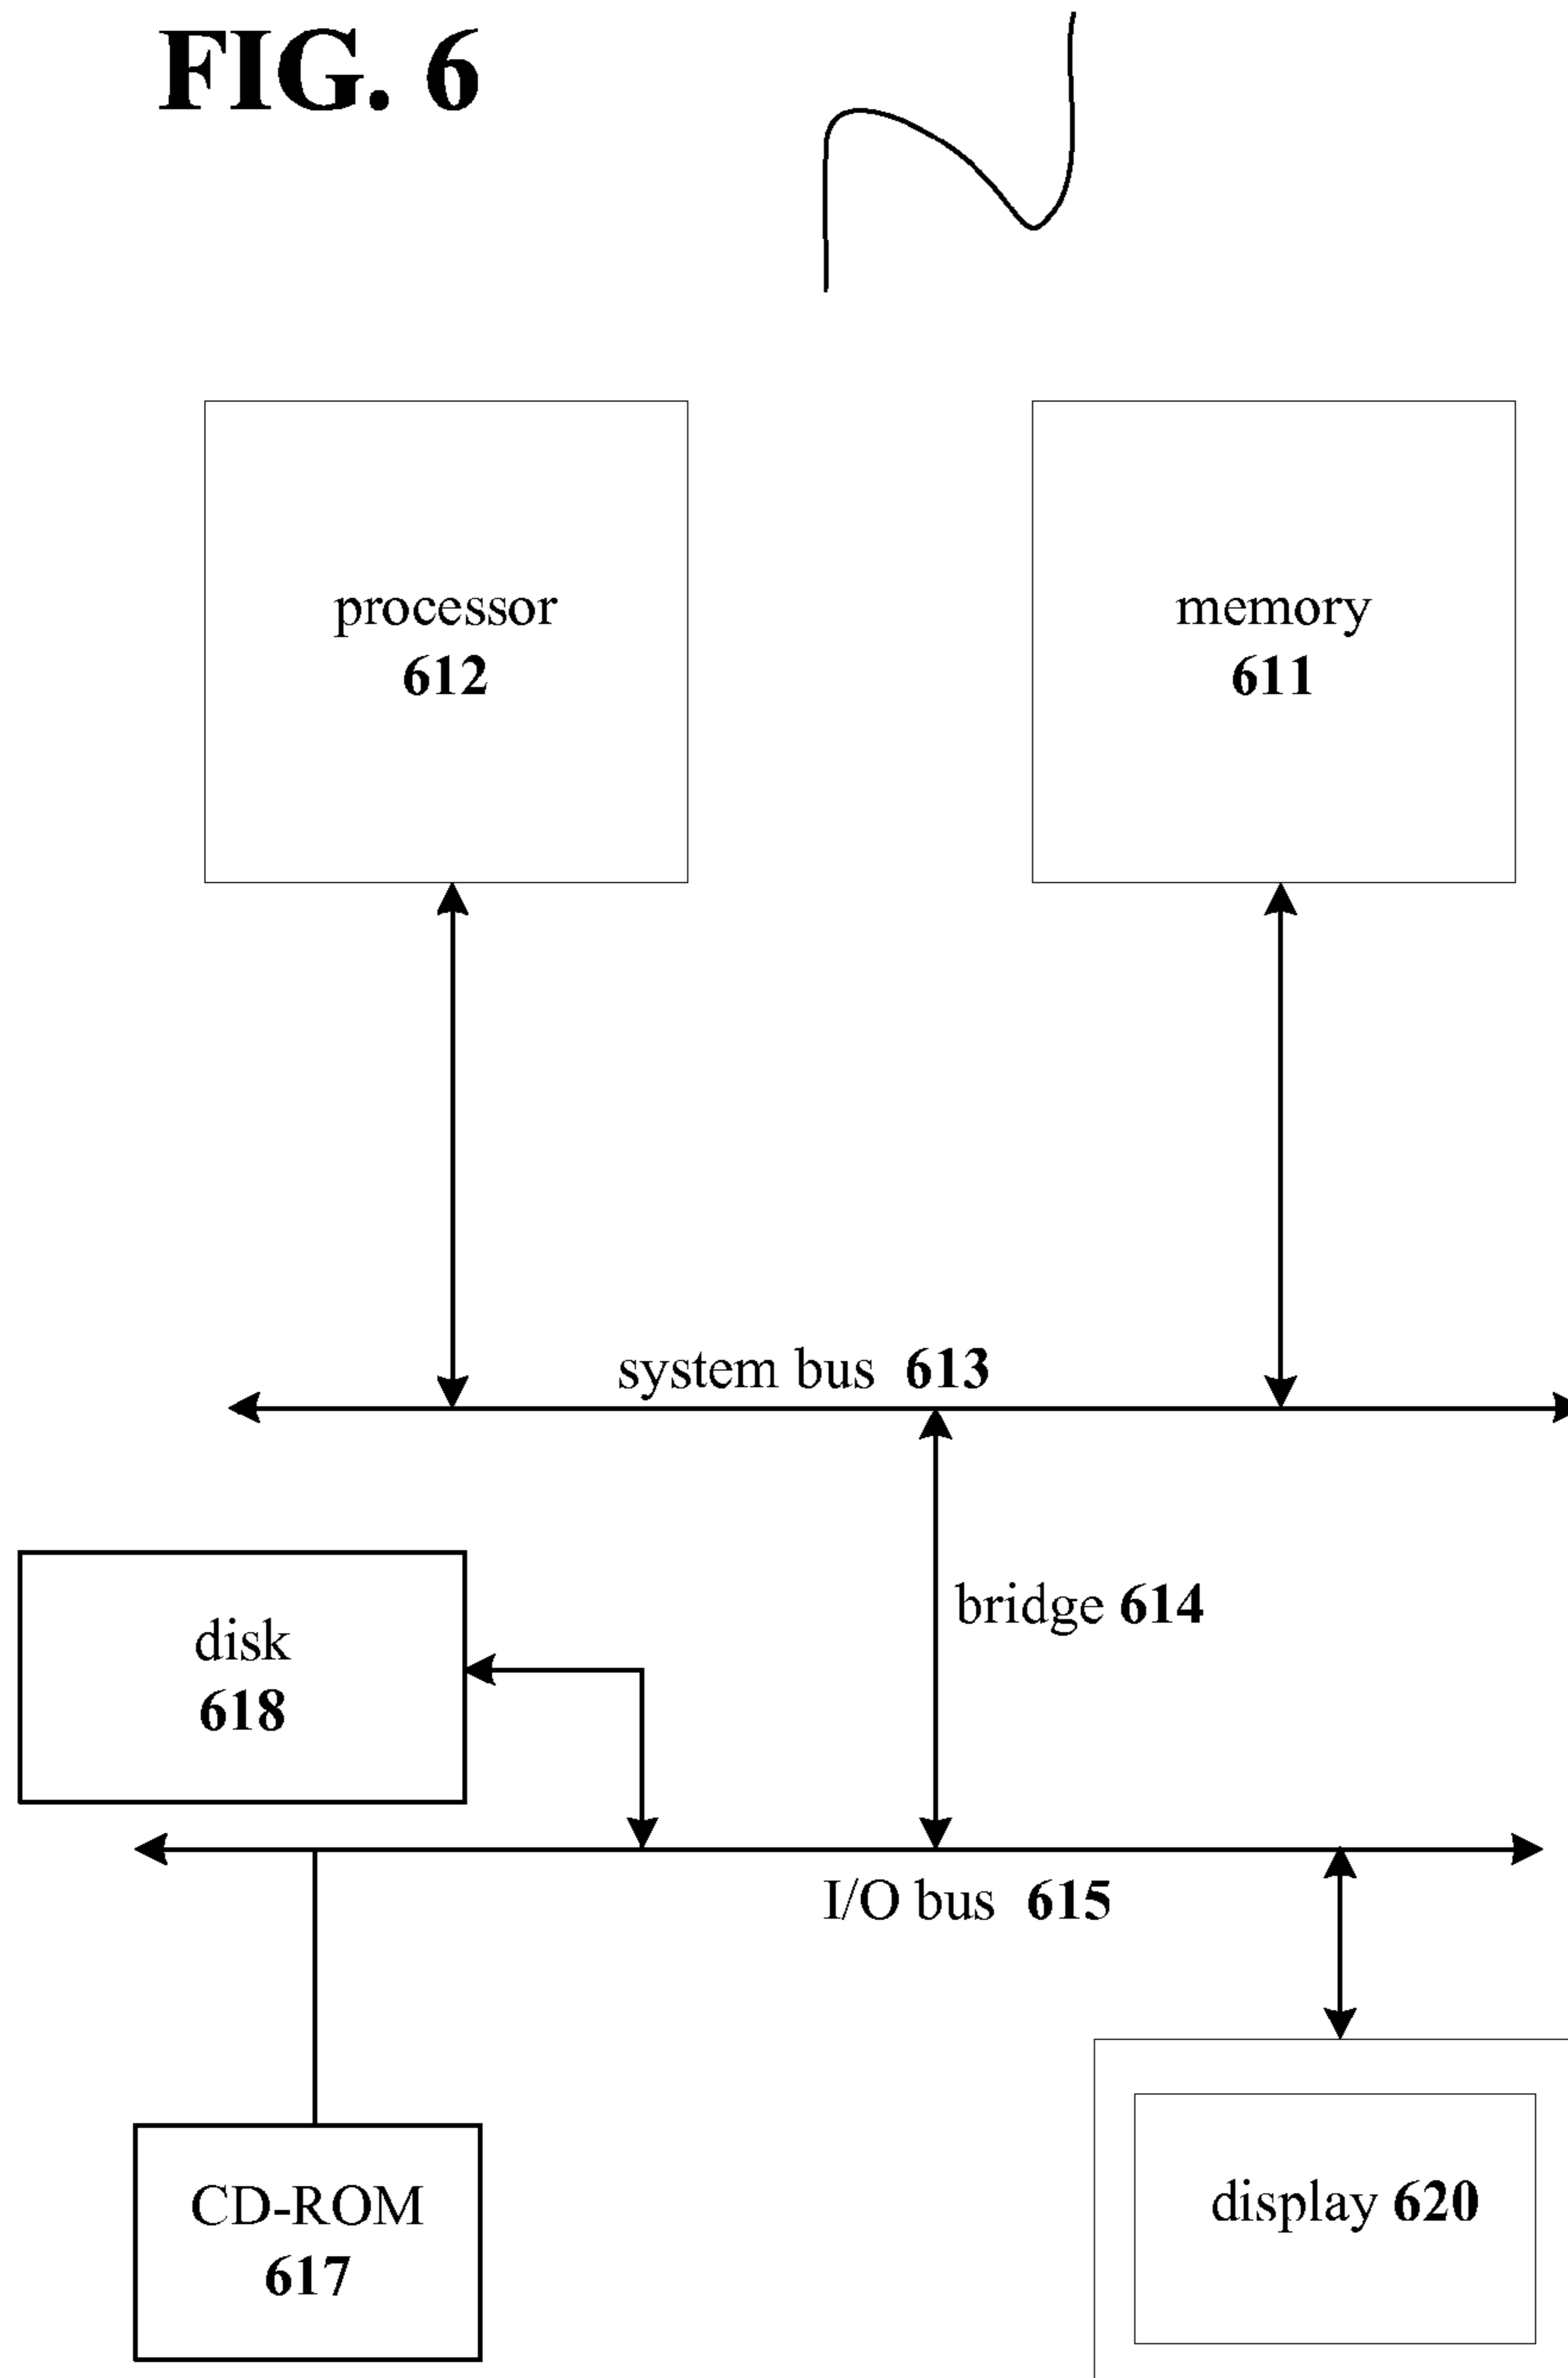 FIG. 6
processor
612
memory
611
system bus 613
bridge 614
disk
618
I/O bus 615
CD-ROM
617
display 620